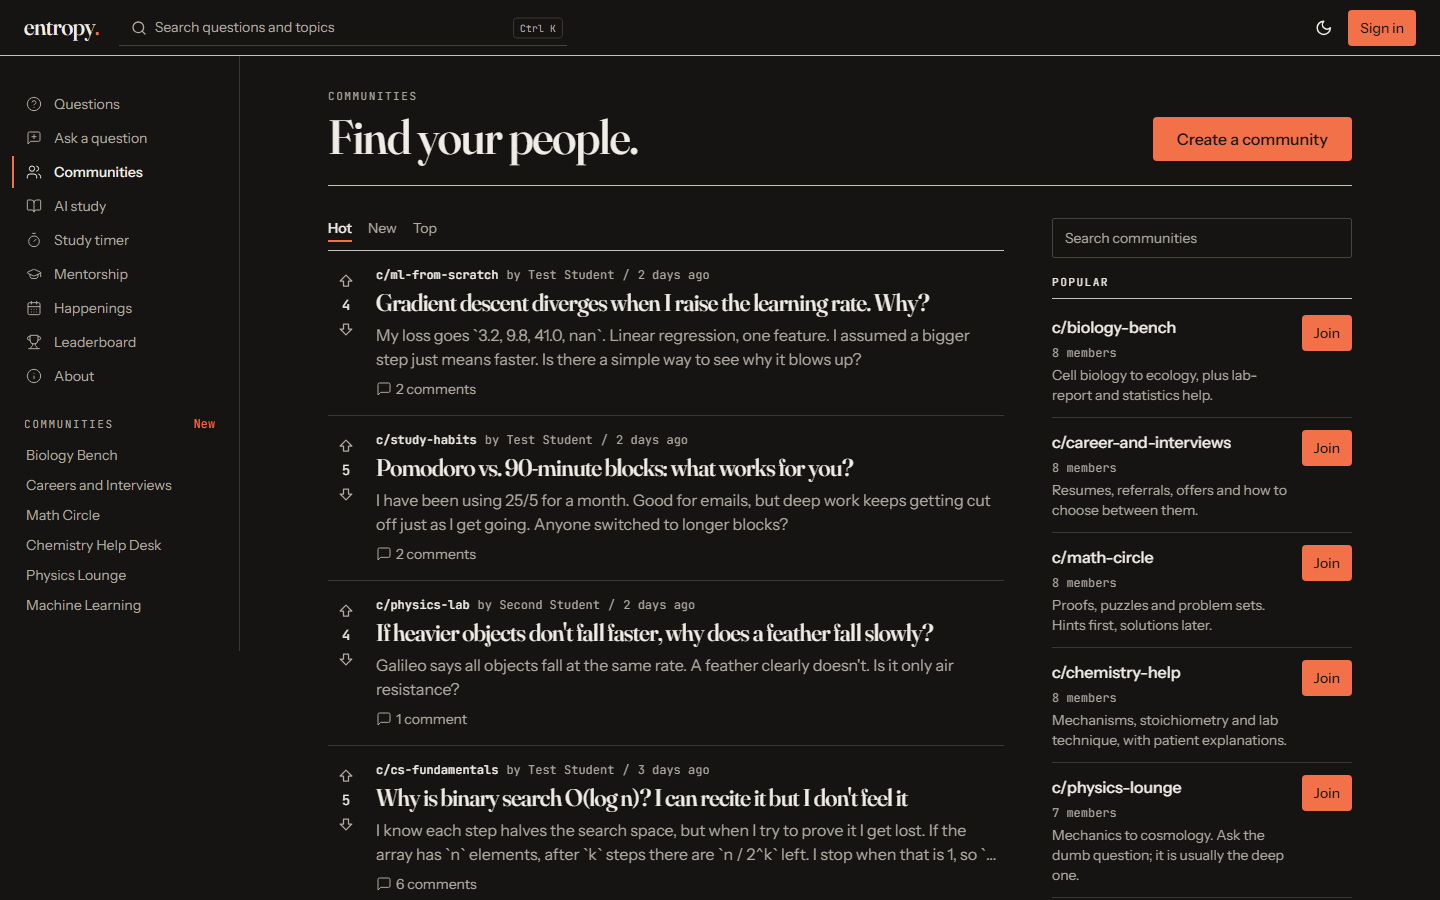 entropy.
Search questions and topics
Ctrl K
Sign in
Questions
Ask a question
Communities
AI study
Study timer
Mentorship
Happenings
Leaderboard
About
COMMUNITIES
New
Biology Bench
Careers and Interviews
Math Circle
Chemistry Help Desk
Physics Lounge
Machine Learning
COMMUNITIES
Find your people.
Create a community
Hot
New
Top
c/ml-from-scratch by Test Student / 2 days ago
4
Gradient descent diverges when I raise the learning rate. Why?
My loss goes `3.2, 9.8, 41.0, nan`. Linear regression, one feature. I assumed a bigger
step just means faster. Is there a simple way to see why it blows up?
2 comments
c/study-habits by Test Student / 2 days ago
5
Pomodoro vs. 90-minute blocks: what works for you?
I have been using 25/5 for a month. Good for emails, but deep work keeps getting cut
off just as I get going. Anyone switched to longer blocks?
2 comments
c/physics-lab by Second Student / 2 days ago
4
If heavier objects don't fall faster, why does a feather fall slowly?
Galileo says all objects fall at the same rate. A feather clearly doesn't. Is it only air
resistance?
1 comment
c/cs-fundamentals by Test Student / 3 days ago
5
Why is binary search O(log n)? I can recite it but I don't feel it
I know each step halves the search space, but when I try to prove it I get lost. If the
array has `n` elements, after `k` steps there are `n / 2^k` left. I stop when that is 1, so `...
6 comments
Search communities
POPULAR
c/biology-bench
Join
8 members
Cell biology to ecology, plus lab-
report and statistics help.
c/career-and-interviews
Join
8 members
Resumes, referrals, offers and how to
choose between them.
c/math-circle
Join
8 members
Proofs, puzzles and problem sets.
Hints first, solutions later.
c/chemistry-help
Join
8 members
Mechanisms, stoichiometry and lab
technique, with patient explanations.
c/physics-lounge
Join
7 members
Mechanics to cosmology. Ask the
dumb question; it is usually the deep
one.